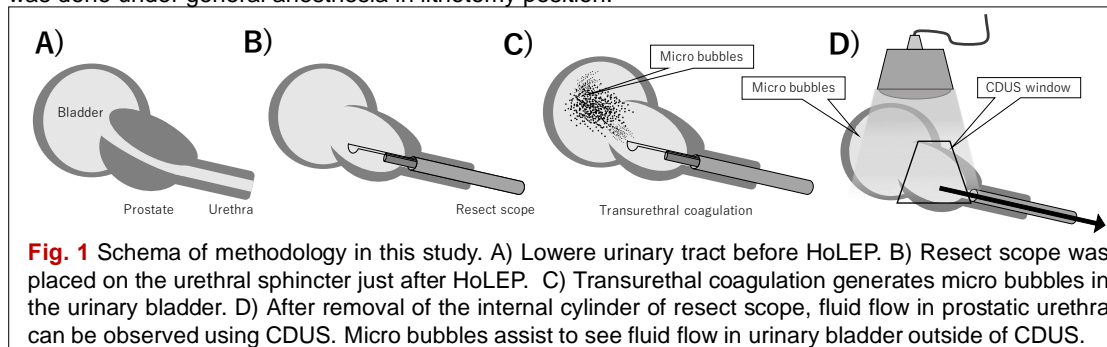 was done under general anesthesia in lithotomy position.
A) B) C) D)
Micro bubbles
Micro bubbles
CDUS window
Bladder
Prostate Urethra Resect scope Transurethral coagulation
Fig. 1 Schema of methodology in this study. A) Lowere urinary tract before HoLEP. B) Resect scope was
placed on the urethral sphincter just after HoLEP. C) Transurethal coagulation generates micro bubbles in
the urinary bladder. D) After removal of the internal cylinder of resect scope, fluid flow in prostatic urethra
can be observed using CDUS. Micro bubbles assist to see fluid flow in urinary bladder outside of CDUS.